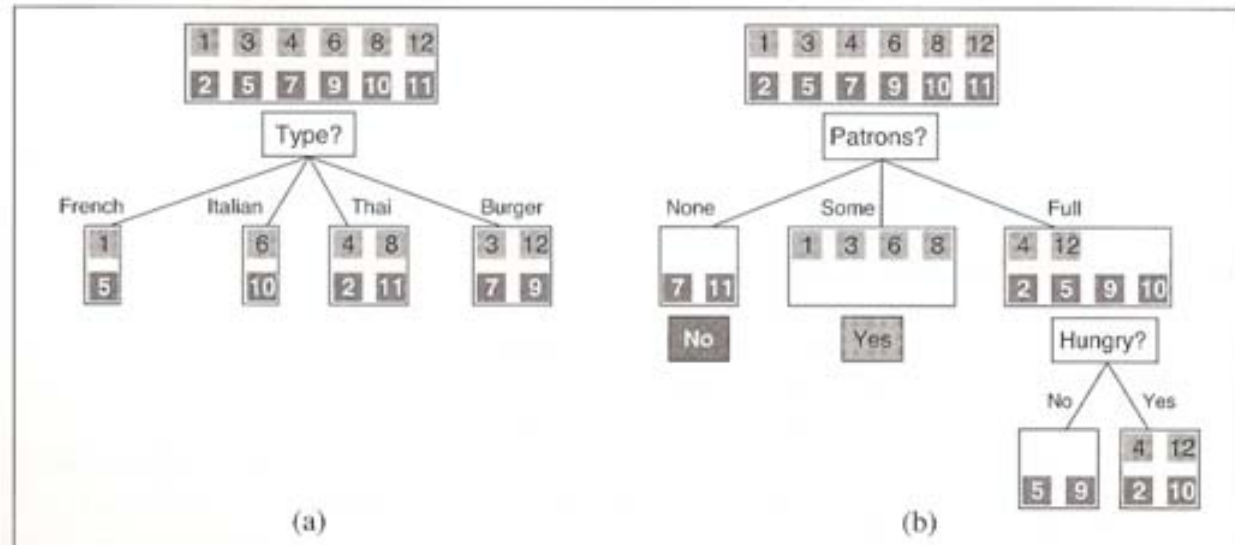 1 3 4 6 8 12
2 5 7 9 10 11
Type?
French Italian Thai Burger
1 6 4 8 3 12
5 10 2 11 7 9
(a)
1 3 4 6 8 12
2 5 7 9 10 11
Patrons?
None Some Full
1 3 6 8 4 12
7 11 2 5 9 10
No Yes Hungry?
No Yes
4 12
5 9 2 10
(b)